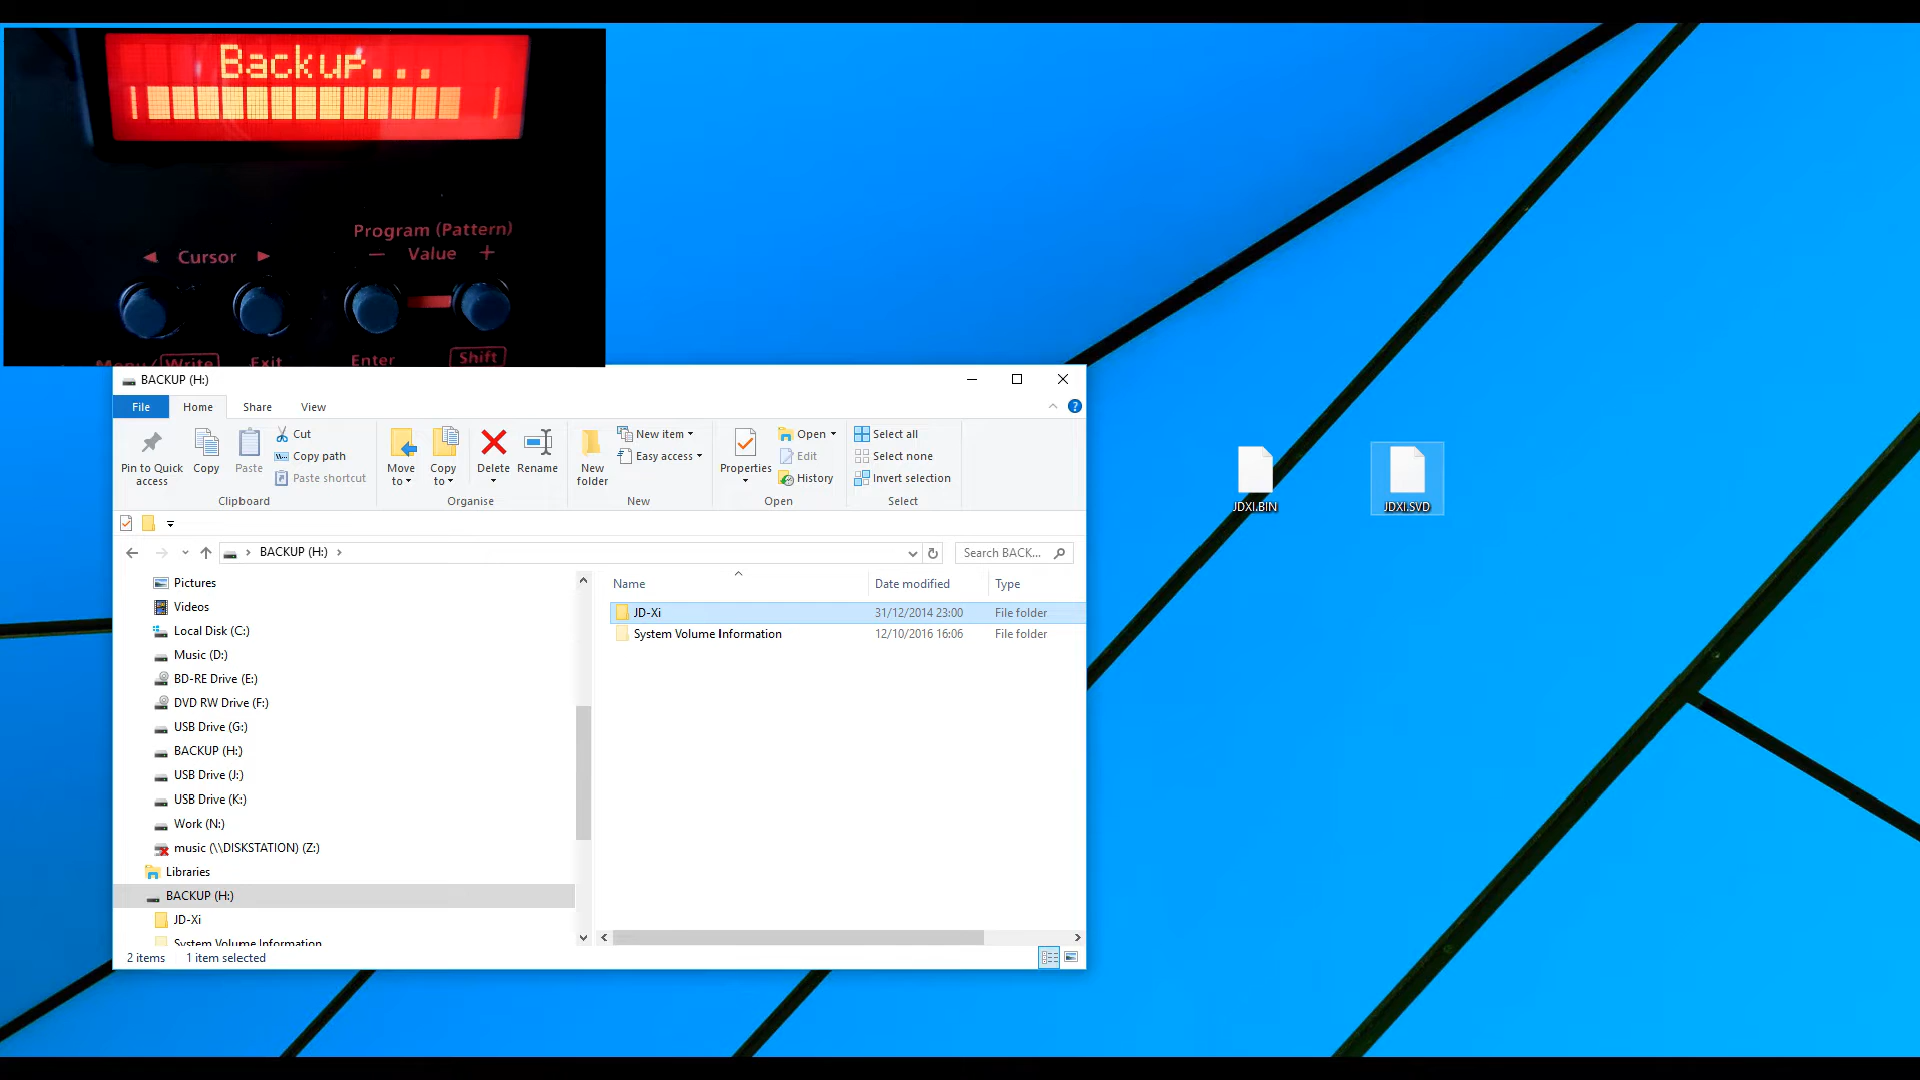 Backup...
Program (Pattern)
◄ Cursor ►
— Value +
Menu / Write
Exit
Enter
Shift
BACKUP (H:)
File
Home
Share
View
Pin to Quick access
Copy
Paste
Cut
Copy path
Paste shortcut
Clipboard
Move to
Copy to
Delete
Rename
Organise
New folder
New item
Easy access
New
Properties
Open
Edit
History
Open
Select all
Select none
Invert selection
Select
BACKUP (H:)
Search BACK...
Pictures
Videos
Local Disk (C:)
Music (D:)
BD-RE Drive (E:)
DVD RW Drive (F:)
USB Drive (G:)
BACKUP (H:)
USB Drive (J:)
USB Drive (K:)
Work (N:)
music (\\DISKSTATION) (Z:)
Libraries
BACKUP (H:)
JD-Xi
System Volume Information
Name Date modified Type
JD-Xi 31/12/2014 23:00 File folder
System Volume Information 12/10/2016 16:06 File folder
2 items 1 item selected
JDXI.BIN
JDXI.SVD